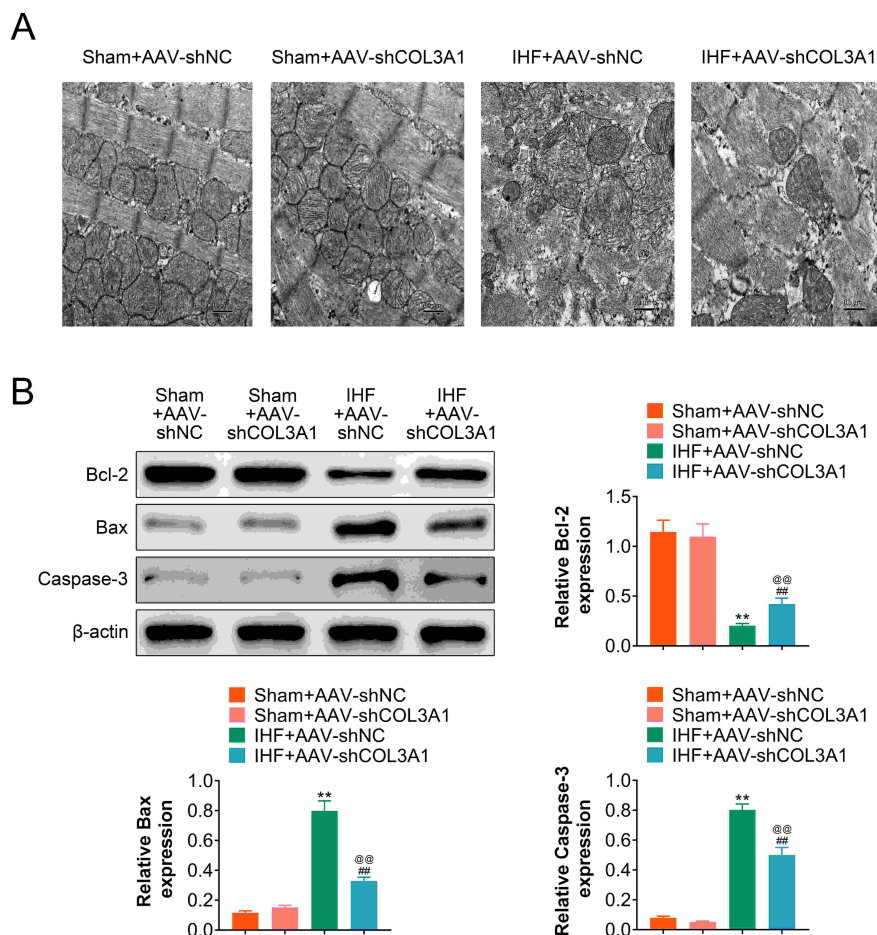 A
Sham+AAV-shNC
Sham+AAV-shCOL3A1
IHF+AAV-shNC
IHF+AAV-shCOL3A1
B
Sham
+AAV-
shNC
Sham
+AAV-
shCOL3A1
IHF
+AAV-
shNC
IHF
+AAV-
shCOL3A1
Bcl-2
Bax
Caspase-3
β-actin
Sham+AAV-shNC
Sham+AAV-shCOL3A1
IHF+AAV-shNC
IHF+AAV-shCOL3A1
Relative Bcl-2
expression
1.5
1.0
0.5
0.0
**
@@
##
Sham+AAV-shNC
Sham+AAV-shCOL3A1
IHF+AAV-shNC
IHF+AAV-shCOL3A1
Relative Bax
expression
1.0
0.8
0.6
0.4
0.2
0.0
**
@@
##
Sham+AAV-shNC
Sham+AAV-shCOL3A1
IHF+AAV-shNC
IHF+AAV-shCOL3A1
Relative Caspase-3
expression
0.8
0.6
0.4
0.2
0.0
**
@@
##